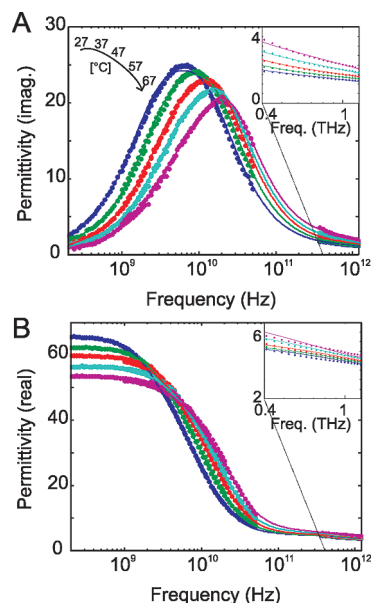 A
30
27 37 47 57 67
[°C]
20
10
0
Permittivity (imag.)
4
2
0.4 1
Freq. (THz)
10⁹ 10¹⁰ 10¹¹ 10¹²
Frequency (Hz)
B
60
40
20
0
Permittivity (real)
6
2
0.4 1
Freq. (THz)
10⁹ 10¹⁰ 10¹¹ 10¹²
Frequency (Hz)